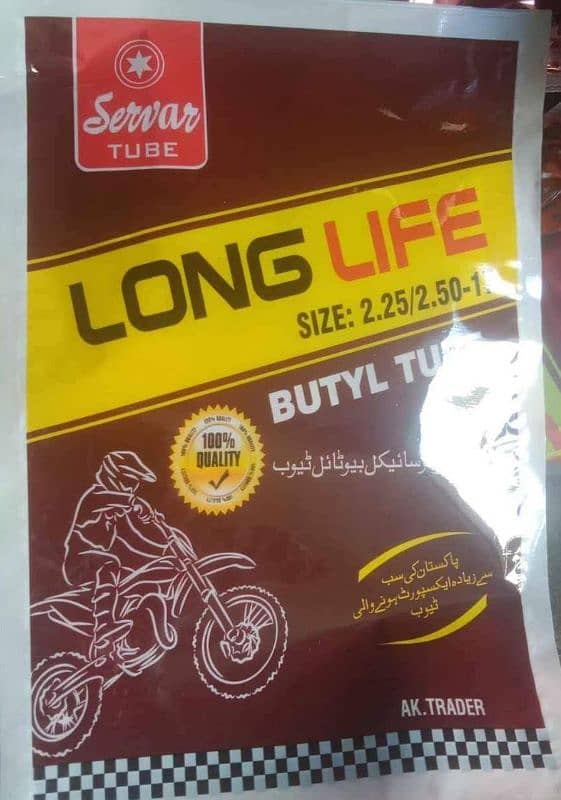 Servar
TUBE
LONG LIFE
SIZE: 2.25/2.50-1
BUTYL
100%
QUALITY
سائیکل بیوٹائل ٹیوب
پاکستان کی سب
سے زیادہ ایکسپورٹ ہونے والی
ٹیوب
AK.TRADER